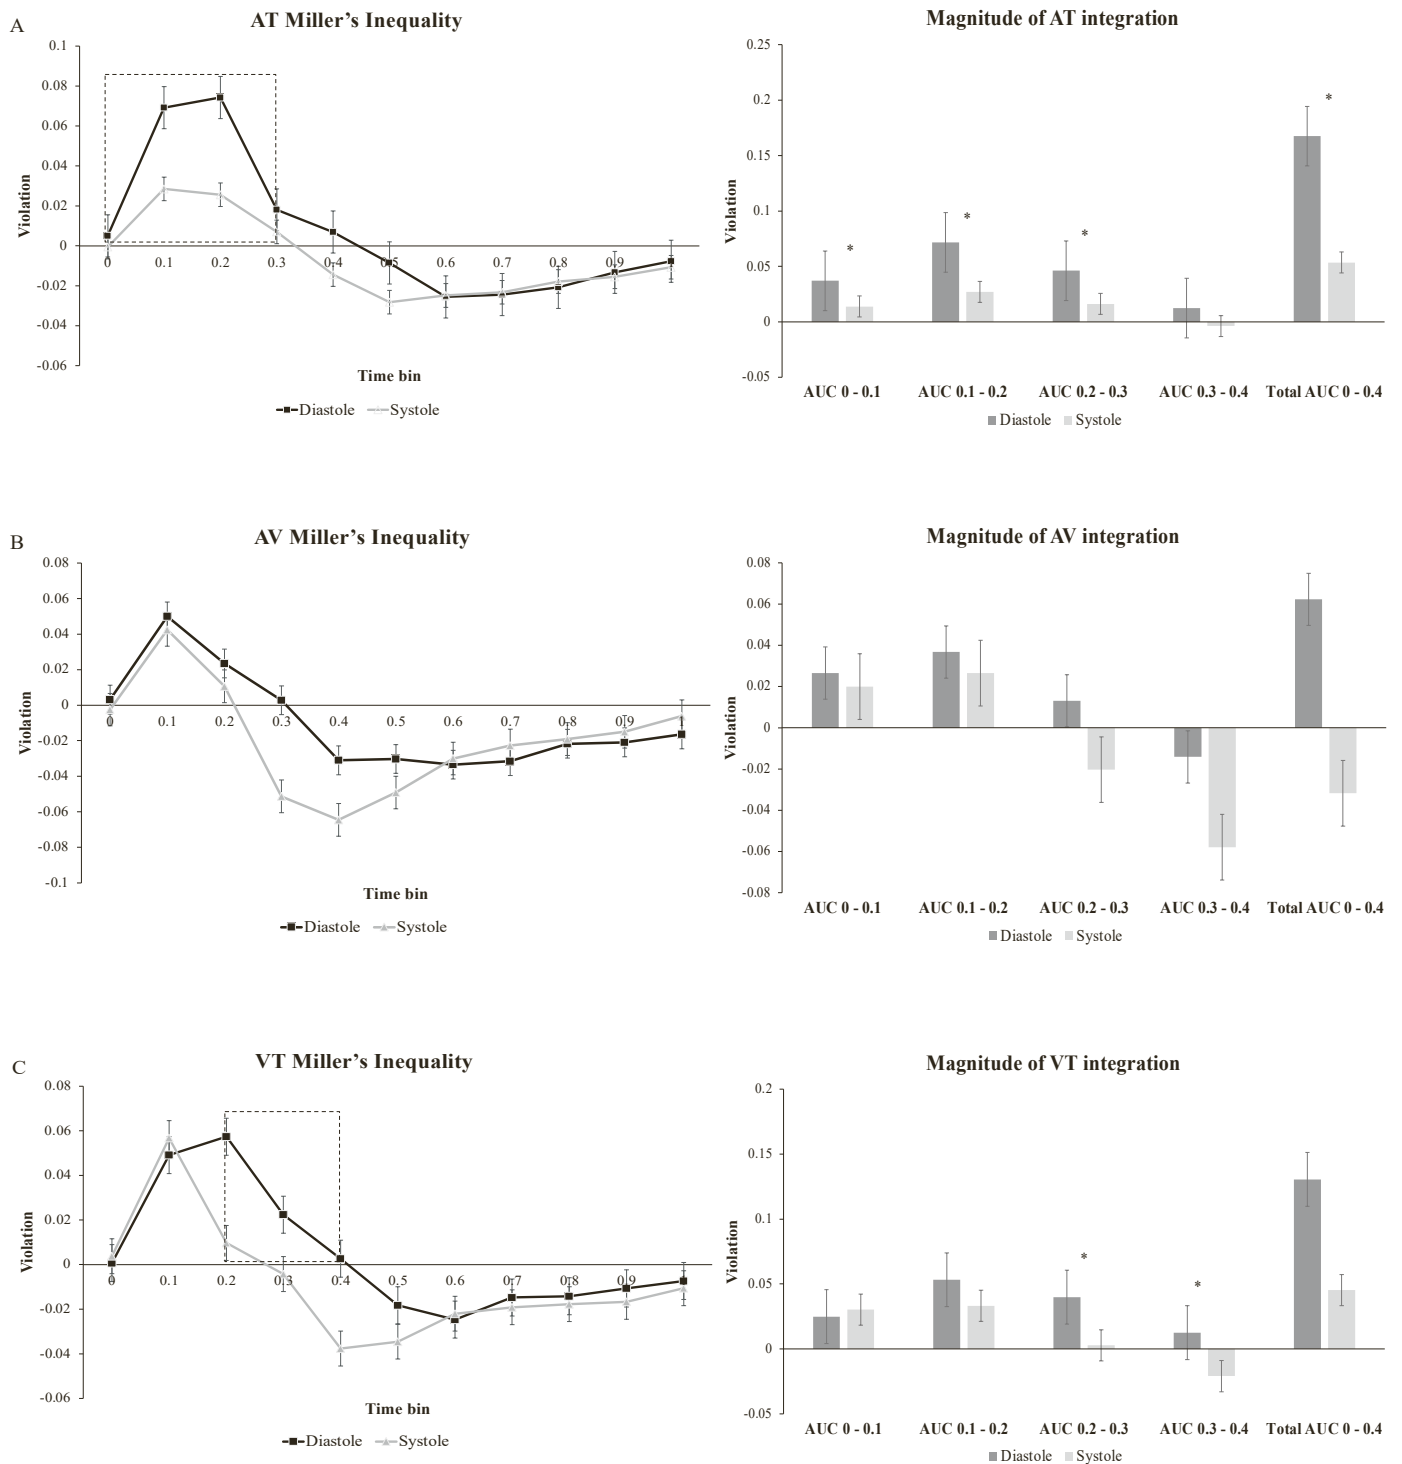 A
AT Miller's Inequality
0.1
0.08
0.06
0.04
0.02
0
-0.02
-0.04
-0.06
Violation
0 0.1 0.2 0.3 0.4 0.5 0.6 0.7 0.8 0.9 1
Time bin
Diastole Systole
Magnitude of AT integration
0.25
0.2
0.15
0.1
0.05
0
-0.05
Violation
* * * *
AUC 0 - 0.1 AUC 0.1 - 0.2 AUC 0.2 - 0.3 AUC 0.3 - 0.4 Total AUC 0 - 0.4
Diastole Systole
B
AV Miller's Inequality
0.08
0.06
0.04
0.02
0
-0.02
-0.04
-0.06
-0.08
-0.1
Violation
0 0.1 0.2 0.3 0.4 0.5 0.6 0.7 0.8 0.9 1
Time bin
Diastole Systole
Magnitude of AV integration
0.08
0.06
0.04
0.02
0
-0.02
-0.04
-0.06
-0.08
Violation
AUC 0 - 0.1 AUC 0.1 - 0.2 AUC 0.2 - 0.3 AUC 0.3 - 0.4 Total AUC 0 - 0.4
Diastole Systole
C
VT Miller's Inequality
0.08
0.06
0.04
0.02
0
-0.02
-0.04
-0.06
Violation
0 0.1 0.2 0.3 0.4 0.5 0.6 0.7 0.8 0.9 1
Time bin
Diastole Systole
Magnitude of VT integration
0.2
0.15
0.1
0.05
0
-0.05
Violation
* *
AUC 0 - 0.1 AUC 0.1 - 0.2 AUC 0.2 - 0.3 AUC 0.3 - 0.4 Total AUC 0 - 0.4
Diastole Systole